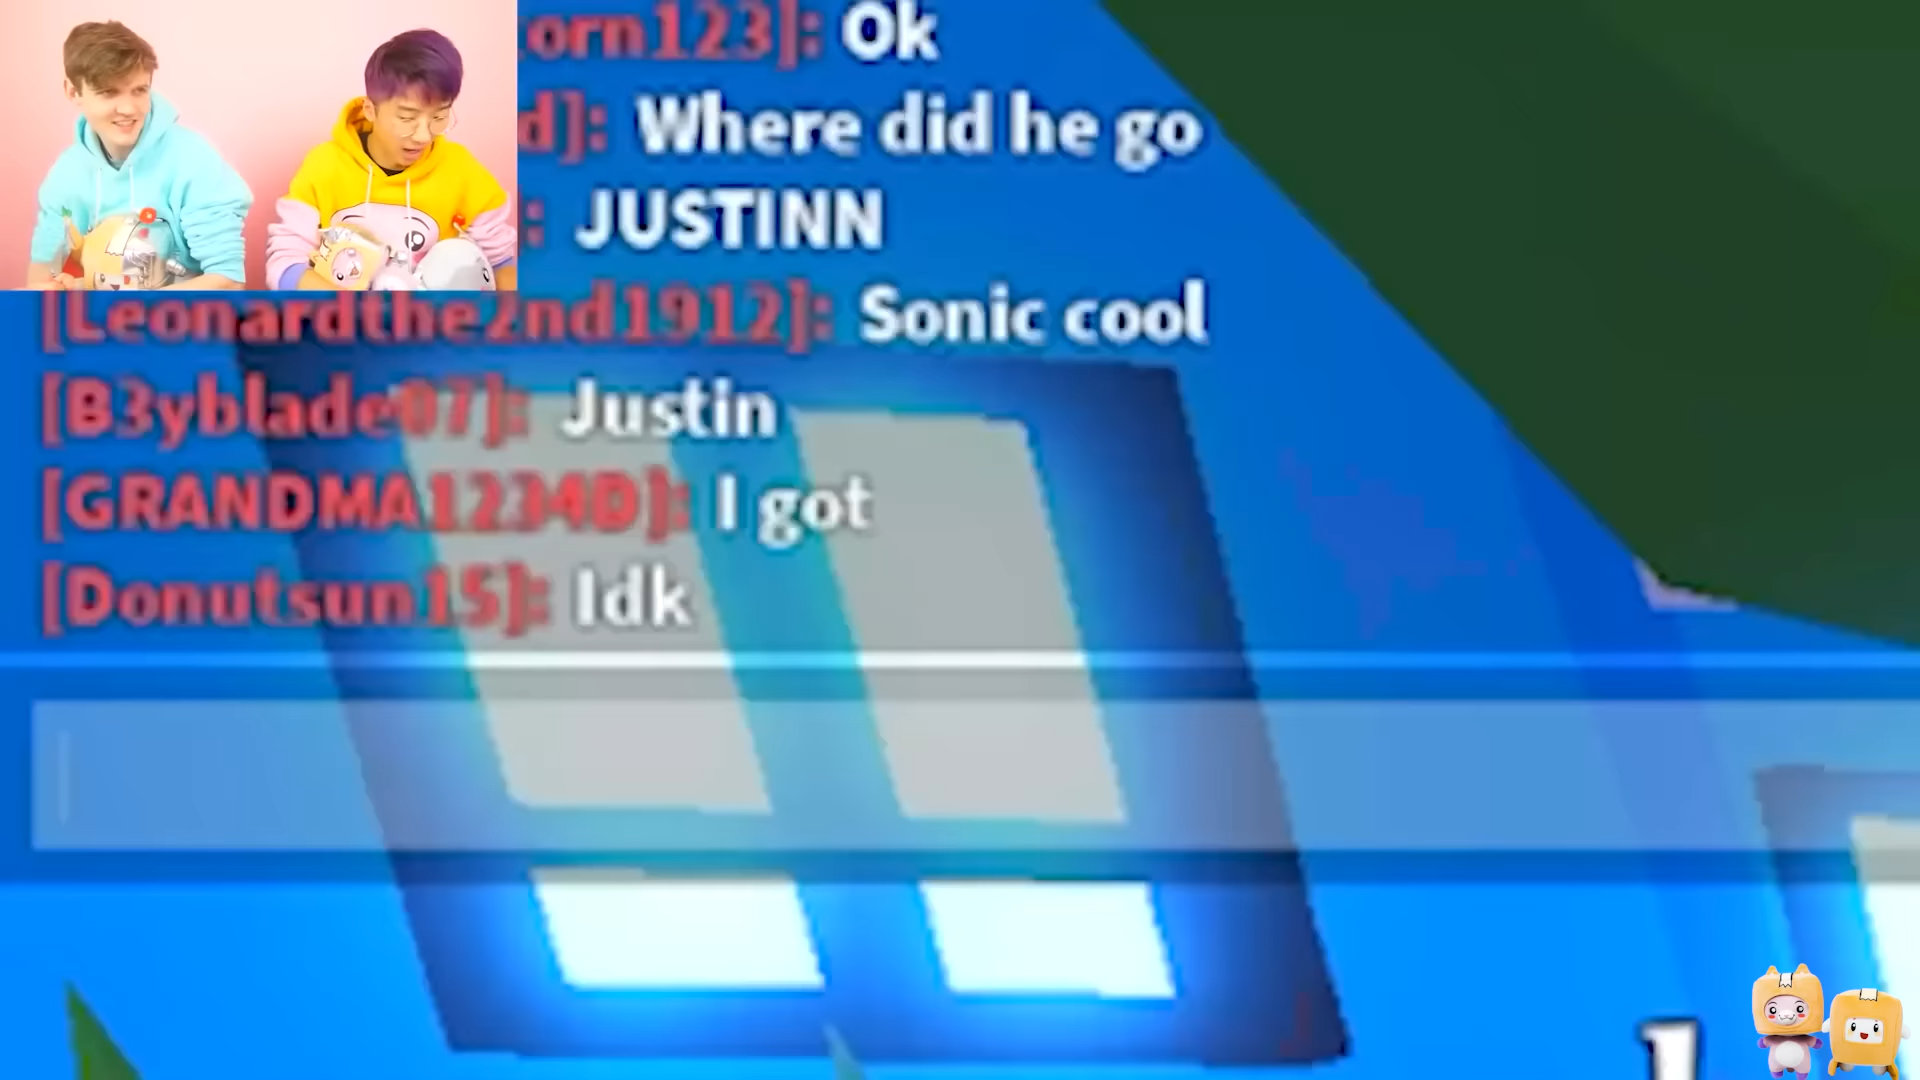 orn123]: Ok
d]: Where did he go
: JUSTINN
[Leonardthe2nd1912]: Sonic cool
[B3yblade07]: Justin
[GRANDMA1234D]: I got
[Donutsun15]: Idk